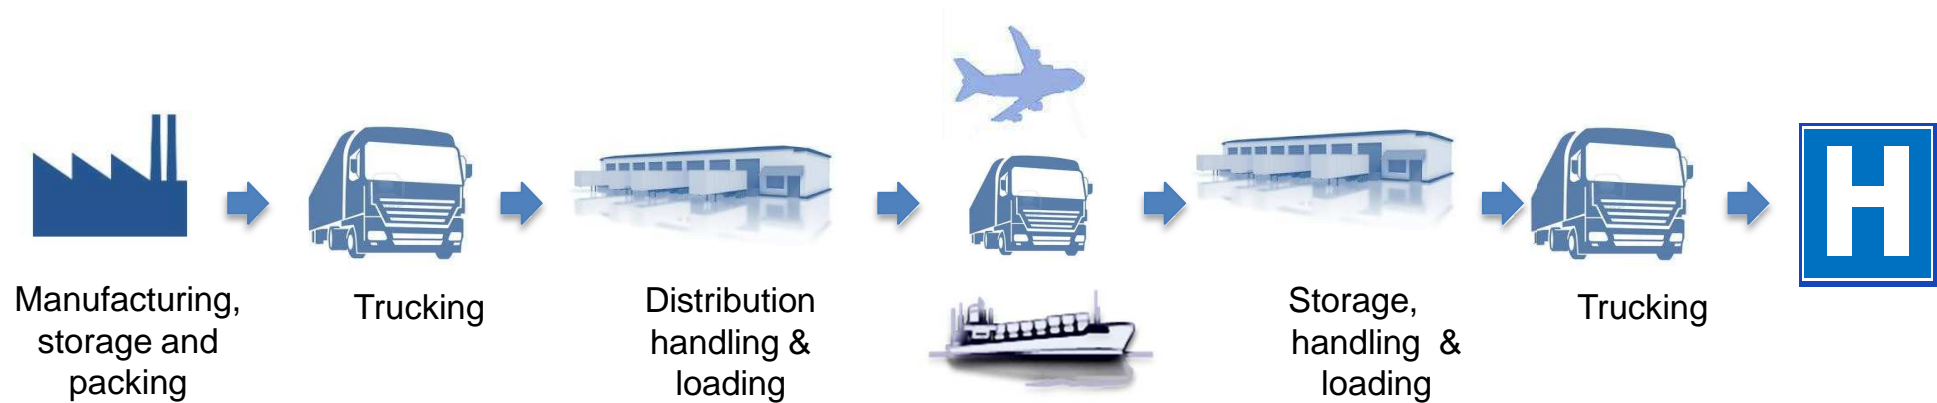 Manufacturing,
storage and
packing
Trucking
Distribution
handling &
loading
Storage,
handling &
loading
Trucking
H